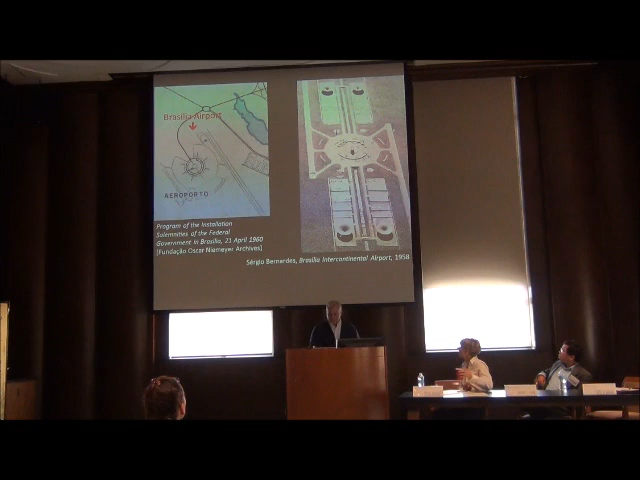 Brasília Airport
AEROPORTO
Program of the Installation
Solemnities of the Federal
Government in Brasília, 21 April 1960
[Fundação Oscar Niemeyer Archives]
Sérgio Bernardes, Brasília Intercontinental Airport, 1958